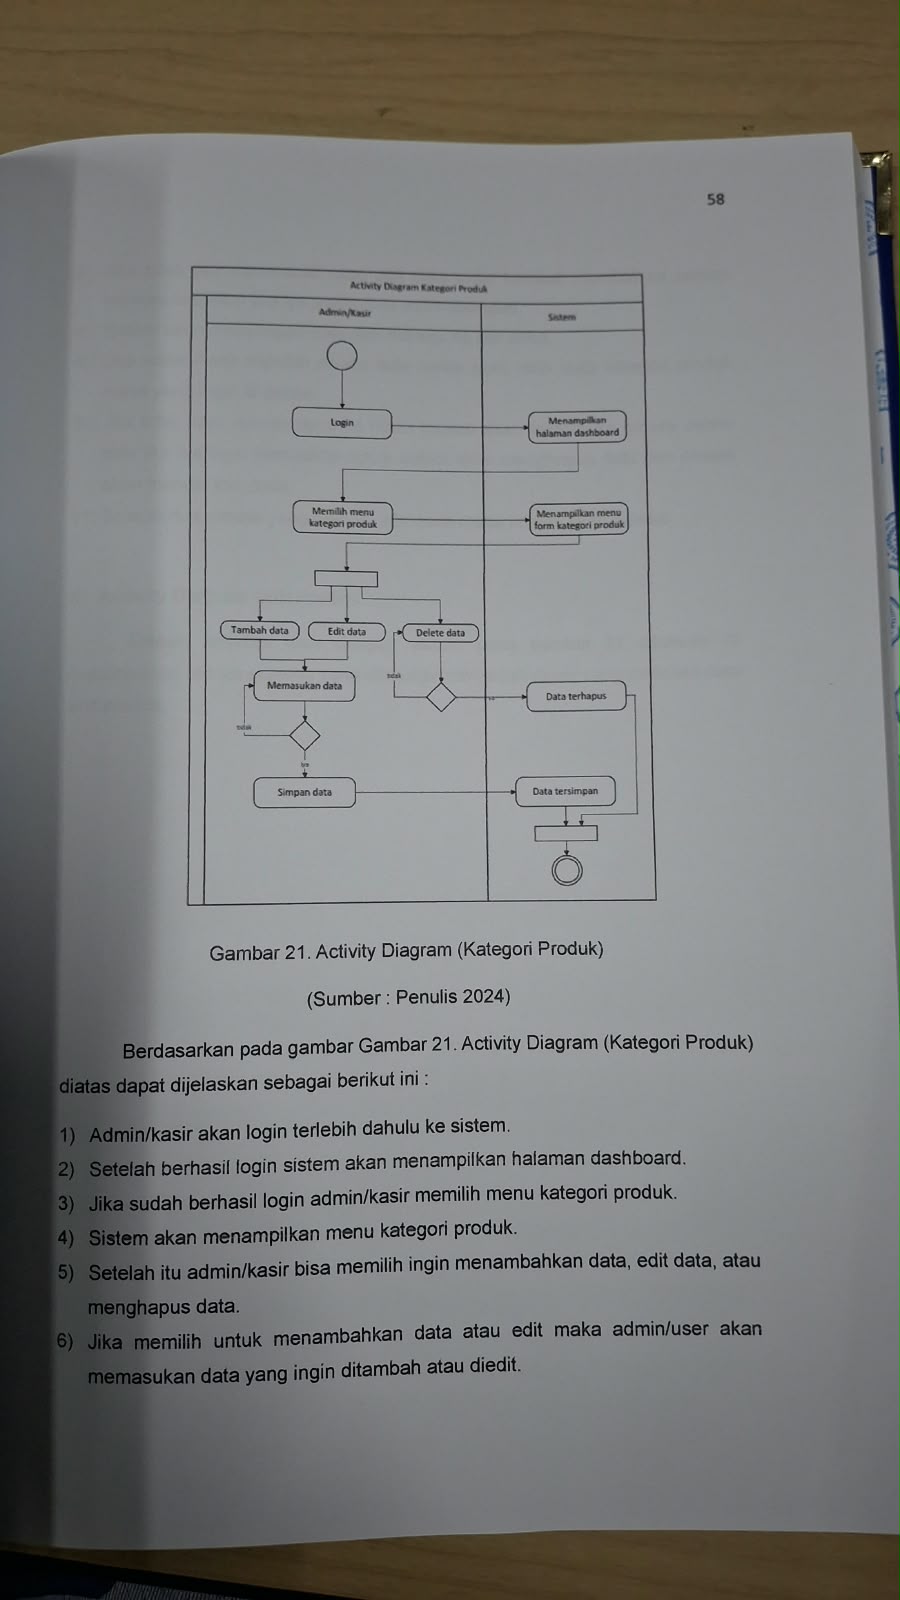 58
Activity Diagram Kategori Produk
Admin/Kasir
Sistem
Login
Menampilkan
halaman dashboard
Memilih menu
kategori produk
Menampilkan menu
form kategori produk
Tambah data
Edit data
Delete data
tidak
Memasukan data
Data terhapus
tidak
Iya
Simpan data
Data tersimpan
Gambar 21. Activity Diagram (Kategori Produk)
(Sumber : Penulis 2024)
Berdasarkan pada gambar Gambar 21. Activity Diagram (Kategori Produk)
diatas dapat dijelaskan sebagai berikut ini :
1) Admin/kasir akan login terlebih dahulu ke sistem.
2) Setelah berhasil login sistem akan menampilkan halaman dashboard.
3) Jika sudah berhasil login admin/kasir memilih menu kategori produk.
4) Sistem akan menampilkan menu kategori produk.
5) Setelah itu admin/kasir bisa memilih ingin menambahkan data, edit data, atau
menghapus data.
6) Jika memilih untuk menambahkan data atau edit maka admin/user akan
memasukan data yang ingin ditambah atau diedit.